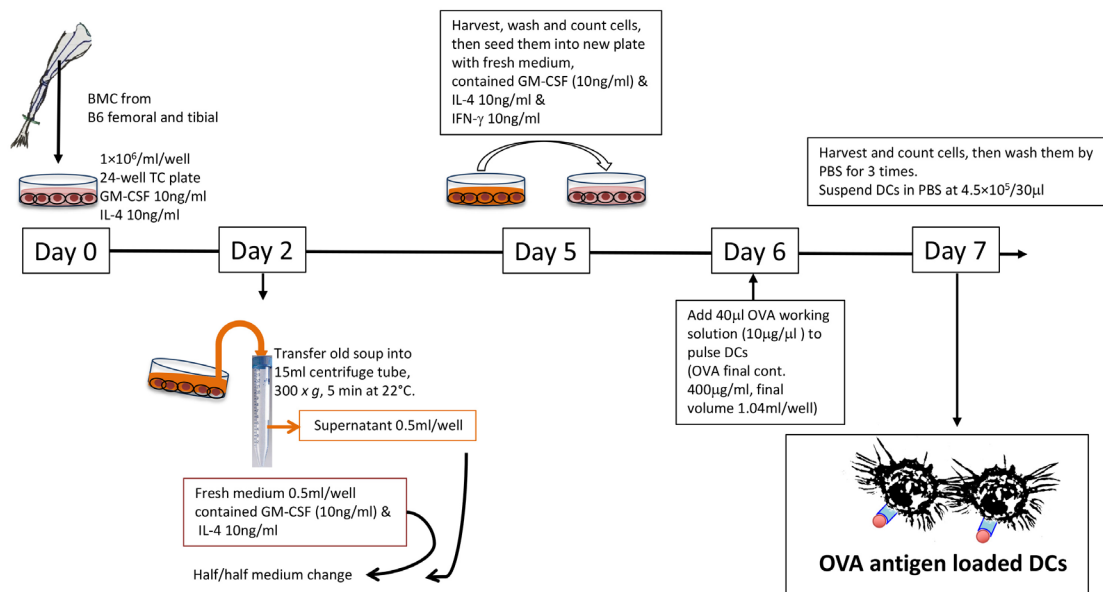 BMC from
B6 femoral and tibial
1×10⁶/ml/well
24-well TC plate
GM-CSF 10ng/ml
IL-4 10ng/ml
Harvest, wash and count cells,
then seed them into new plate
with fresh medium,
contained GM-CSF (10ng/ml) &
IL-4 10ng/ml &
IFN-γ 10ng/ml
Harvest and count cells, then wash them by
PBS for 3 times.
Suspend DCs in PBS at 4.5×10⁵/30µl
Day 0
Day 2
Day 5
Day 6
Day 7
Transfer old soup into
15ml centrifuge tube,
300 x g, 5 min at 22°C.
Supernatant 0.5ml/well
Fresh medium 0.5ml/well
contained GM-CSF (10ng/ml) &
IL-4 10ng/ml
Half/half medium change
Add 40µl OVA working
solution (10µg/µl ) to
pulse DCs
(OVA final cont.
400µg/ml, final
volume 1.04ml/well)
OVA antigen loaded DCs